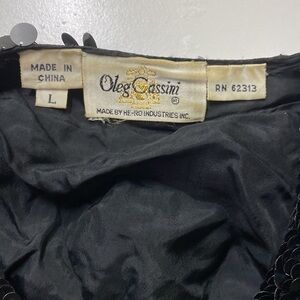 MADE IN
CHINA
L
Oleg Cassini
MADE BY HE-RO INDUSTRIES INC.
RN 62313